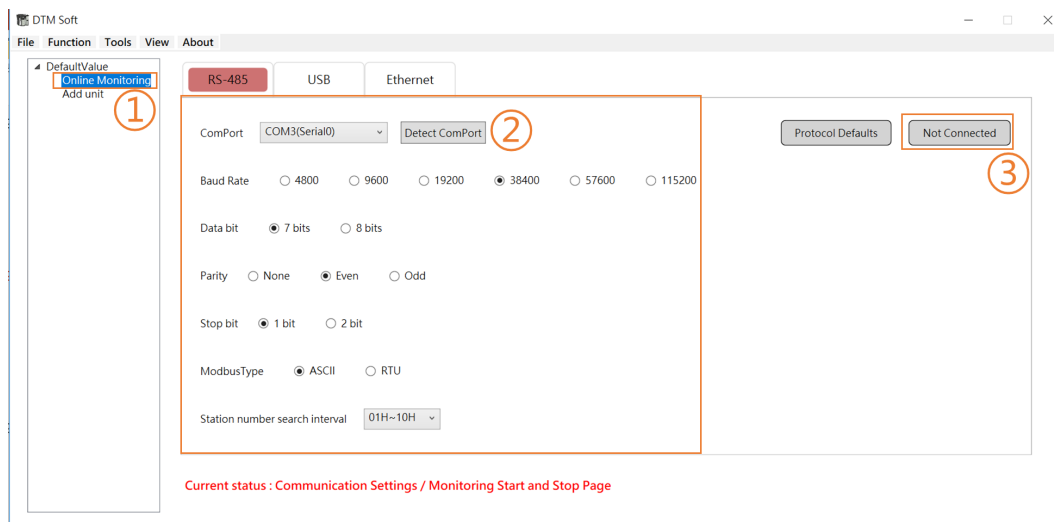 DTM Soft
File Function Tools View About
DefaultValue
Online Monitoring
Add unit
①
RS-485 USB Ethernet
ComPort COM3(Serial0) Detect ComPort ② Protocol Defaults Not Connected
③
Baud Rate 4800 9600 19200 38400 57600 115200
Data bit 7 bits 8 bits
Parity None Even Odd
Stop bit 1 bit 2 bit
ModbusType ASCII RTU
Station number search interval 01H~10H
Current status : Communication Settings / Monitoring Start and Stop Page